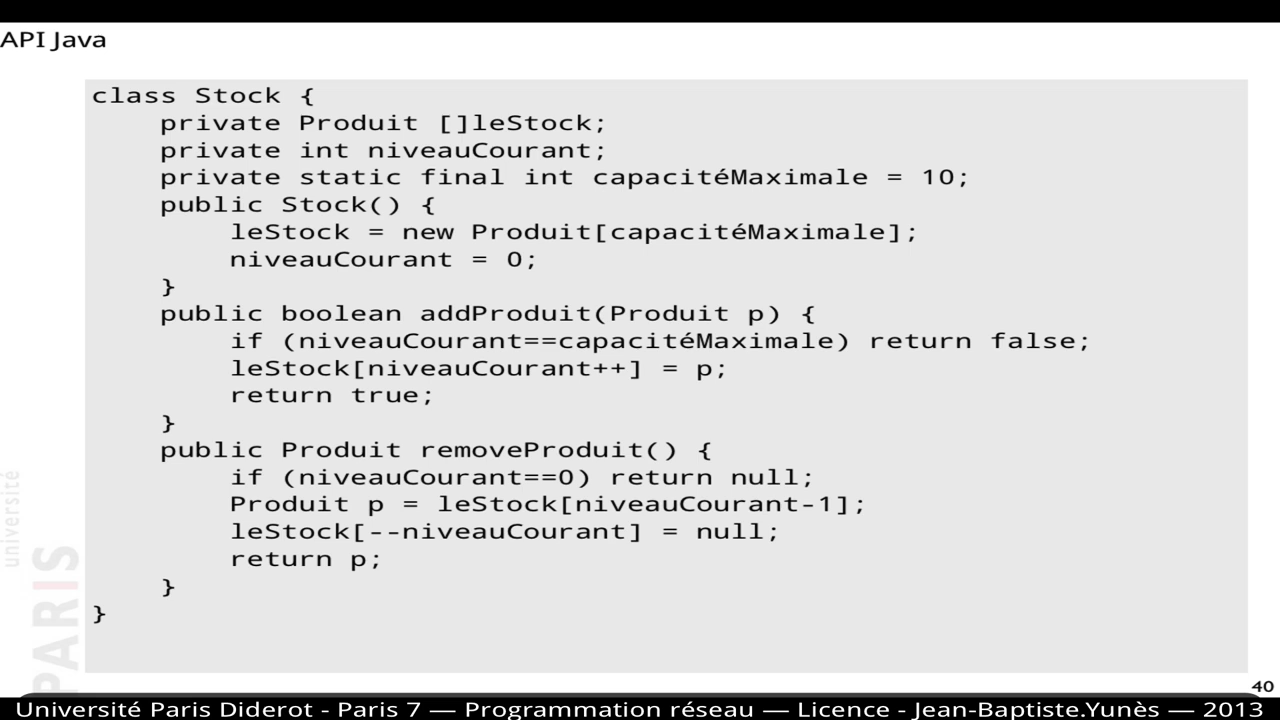 API Java
class Stock {
private Produit []leStock;
private int niveauCourant;
private static final int capacitéMaximale = 10;
public Stock() {
leStock = new Produit[capacitéMaximale];
niveauCourant = 0;
}
public boolean addProduit(Produit p) {
if (niveauCourant==capacitéMaximale) return false;
leStock[niveauCourant++] = p;
return true;
}
public Produit removeProduit() {
if (niveauCourant==0) return null;
Produit p = leStock[niveauCourant-1];
leStock[--niveauCourant] = null;
return p;
}
}
université
PARIS
40
Université Paris Diderot - Paris 7 — Programmation réseau — Licence - Jean-Baptiste.Yunès — 2013